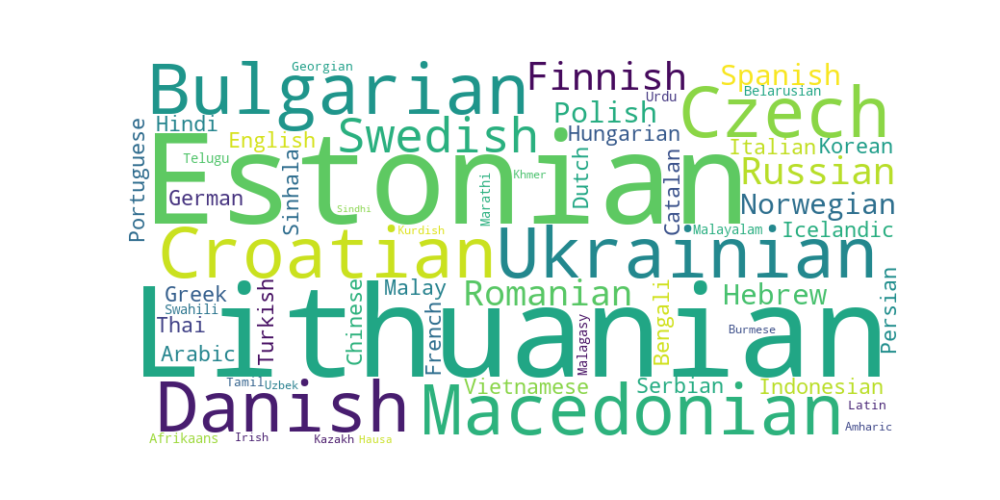 Georgian
Bulgarian
Finnish
Spanish
Urdu
Belarusian
Czech
Polish
Hindi
Portuguese
English
Swedish
Hungarian
Italian
Korean
Telugu
Estonian
Russian
German
Sinhala
Sindhi
Marathi
Khmer
Dutch
Catalan
Norwegian
Kurdish
Malayalam
Icelandic
Croatian
Ukrainian
Greek
Swahili
Thai
Arabic
Turkish
Chinese
Malay
French
Romanian
Hebrew
Persian
Lithuanian
Malagasy
Bengali
Burmese
Tamil
Uzbek
Vietnamese
Serbian
Indonesian
Danish
Macedonian
Latin
Amharic
Afrikaans
Irish
Kazakh
Hausa